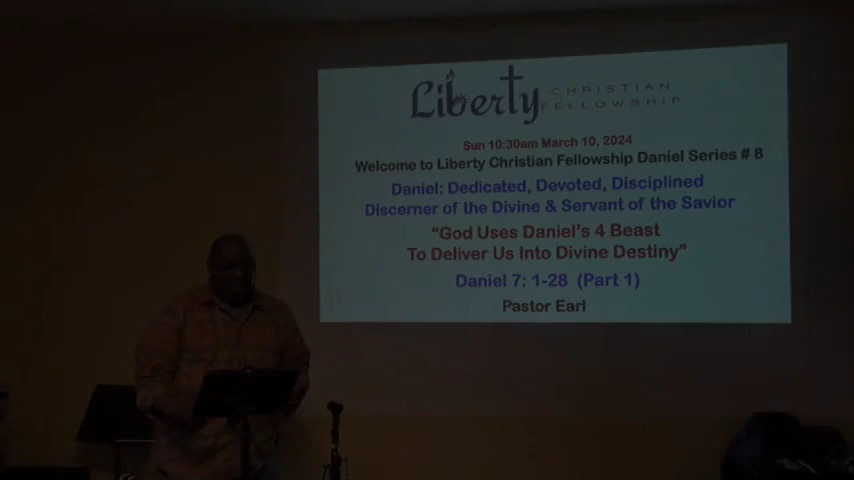 Liberty CHRISTIAN FELLOWSHIP
Sun 10:30am March 10, 2024
Welcome to Liberty Christian Fellowship Daniel Series # 8
Daniel: Dedicated, Devoted, Disciplined
Discerner of the Divine & Servant of the Savior
“God Uses Daniel’s 4 Beast
To Deliver Us Into Divine Destiny”
Daniel 7: 1-28 (Part 1)
Pastor Earl